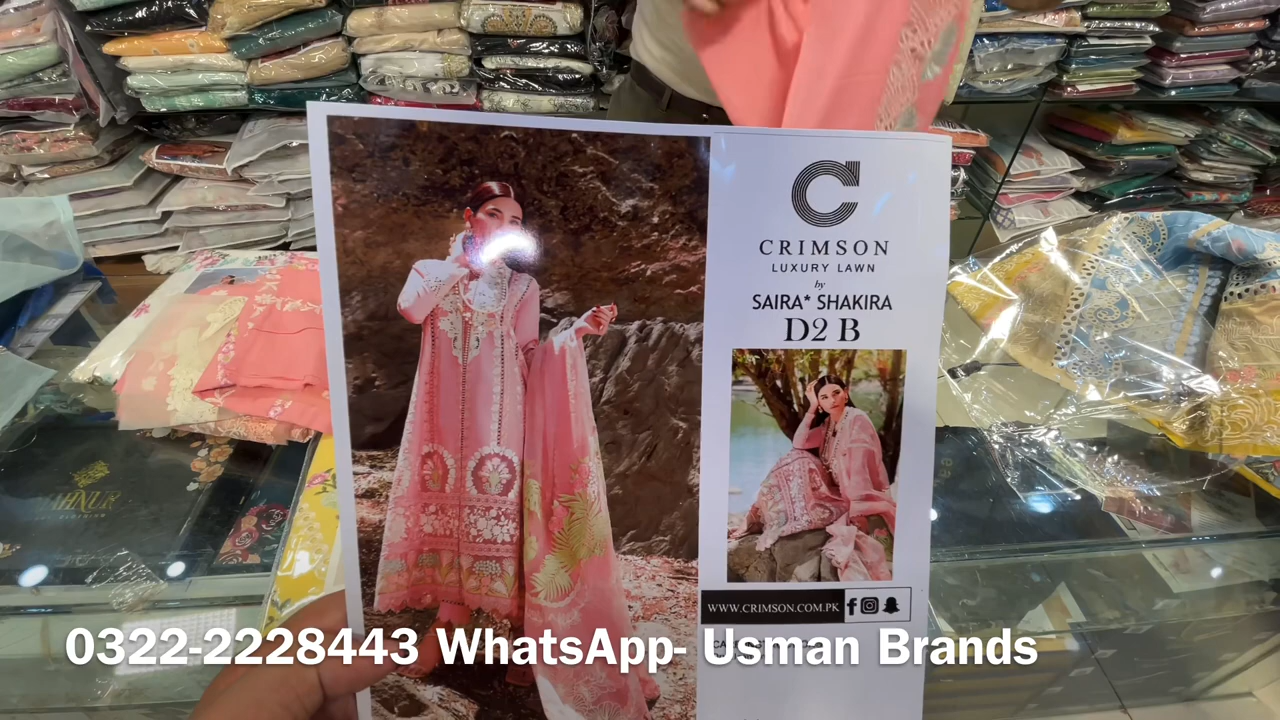 CRIMSON
LUXURY LAWN
by
SAIRA* SHAKIRA
D2 B
WWW.CRIMSON.COM.PK
0322-2228443 WhatsApp- Usman Brands